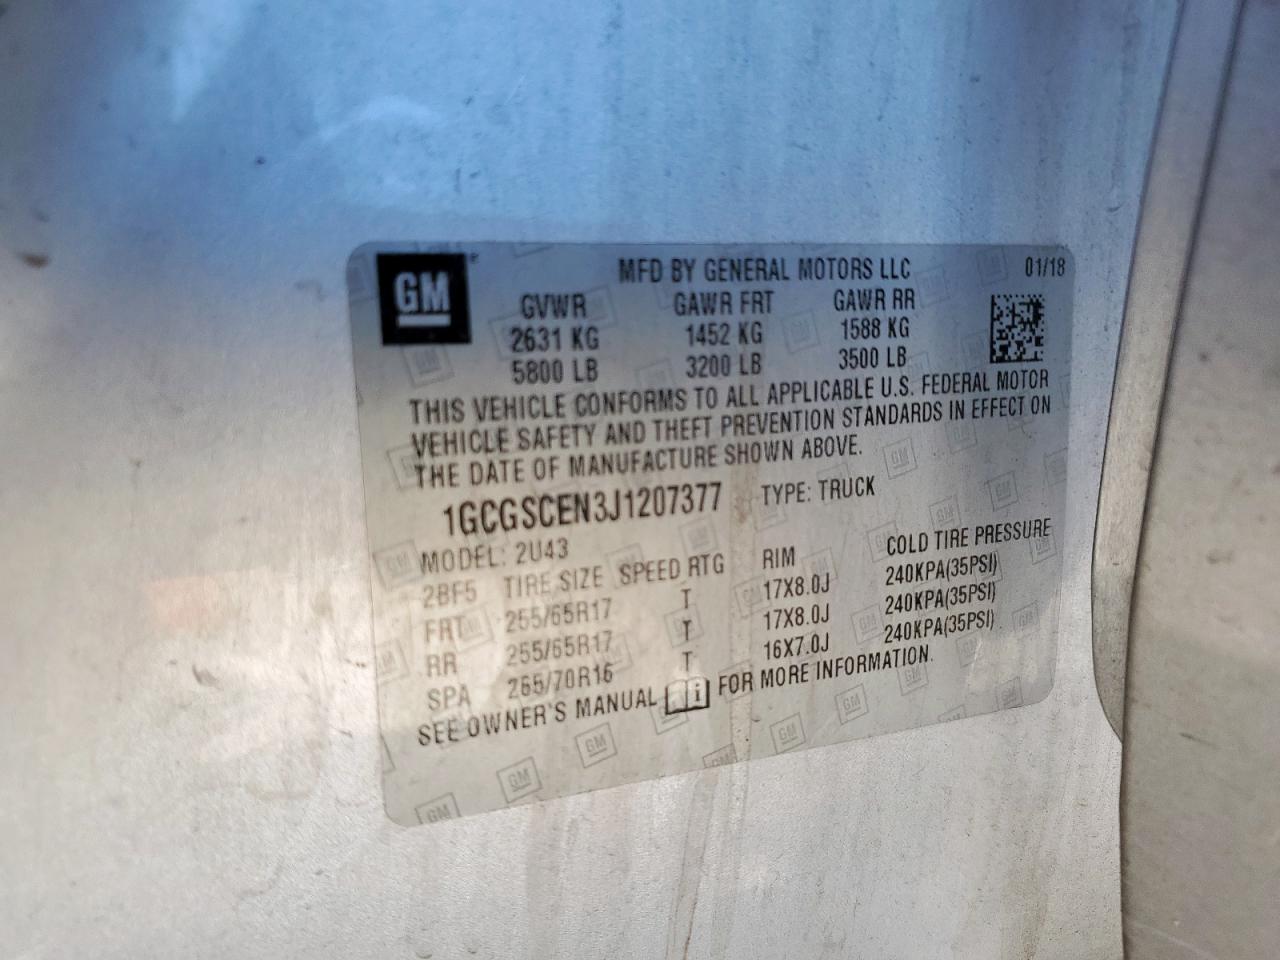 GM
MFD BY GENERAL MOTORS LLC 01/18
GVWR GAWR FRT GAWR RR
2631 KG 1452 KG 1588 KG
5800 LB 3200 LB 3500 LB
THIS VEHICLE CONFORMS TO ALL APPLICABLE U.S. FEDERAL MOTOR
VEHICLE SAFETY AND THEFT PREVENTION STANDARDS IN EFFECT ON
THE DATE OF MANUFACTURE SHOWN ABOVE.
1GCGSCEN3J1207377 TYPE: TRUCK
MODEL: 2U43
2BF5 TIRE SIZE SPEED RTG RIM COLD TIRE PRESSURE
FRT 255/65R17 T 17X8.0J 240KPA(35PSI)
RR 255/65R17 T 17X8.0J 240KPA(35PSI)
SPA 265/70R16 T 16X7.0J 240KPA(35PSI)
SEE OWNER'S MANUAL i FOR MORE INFORMATION.